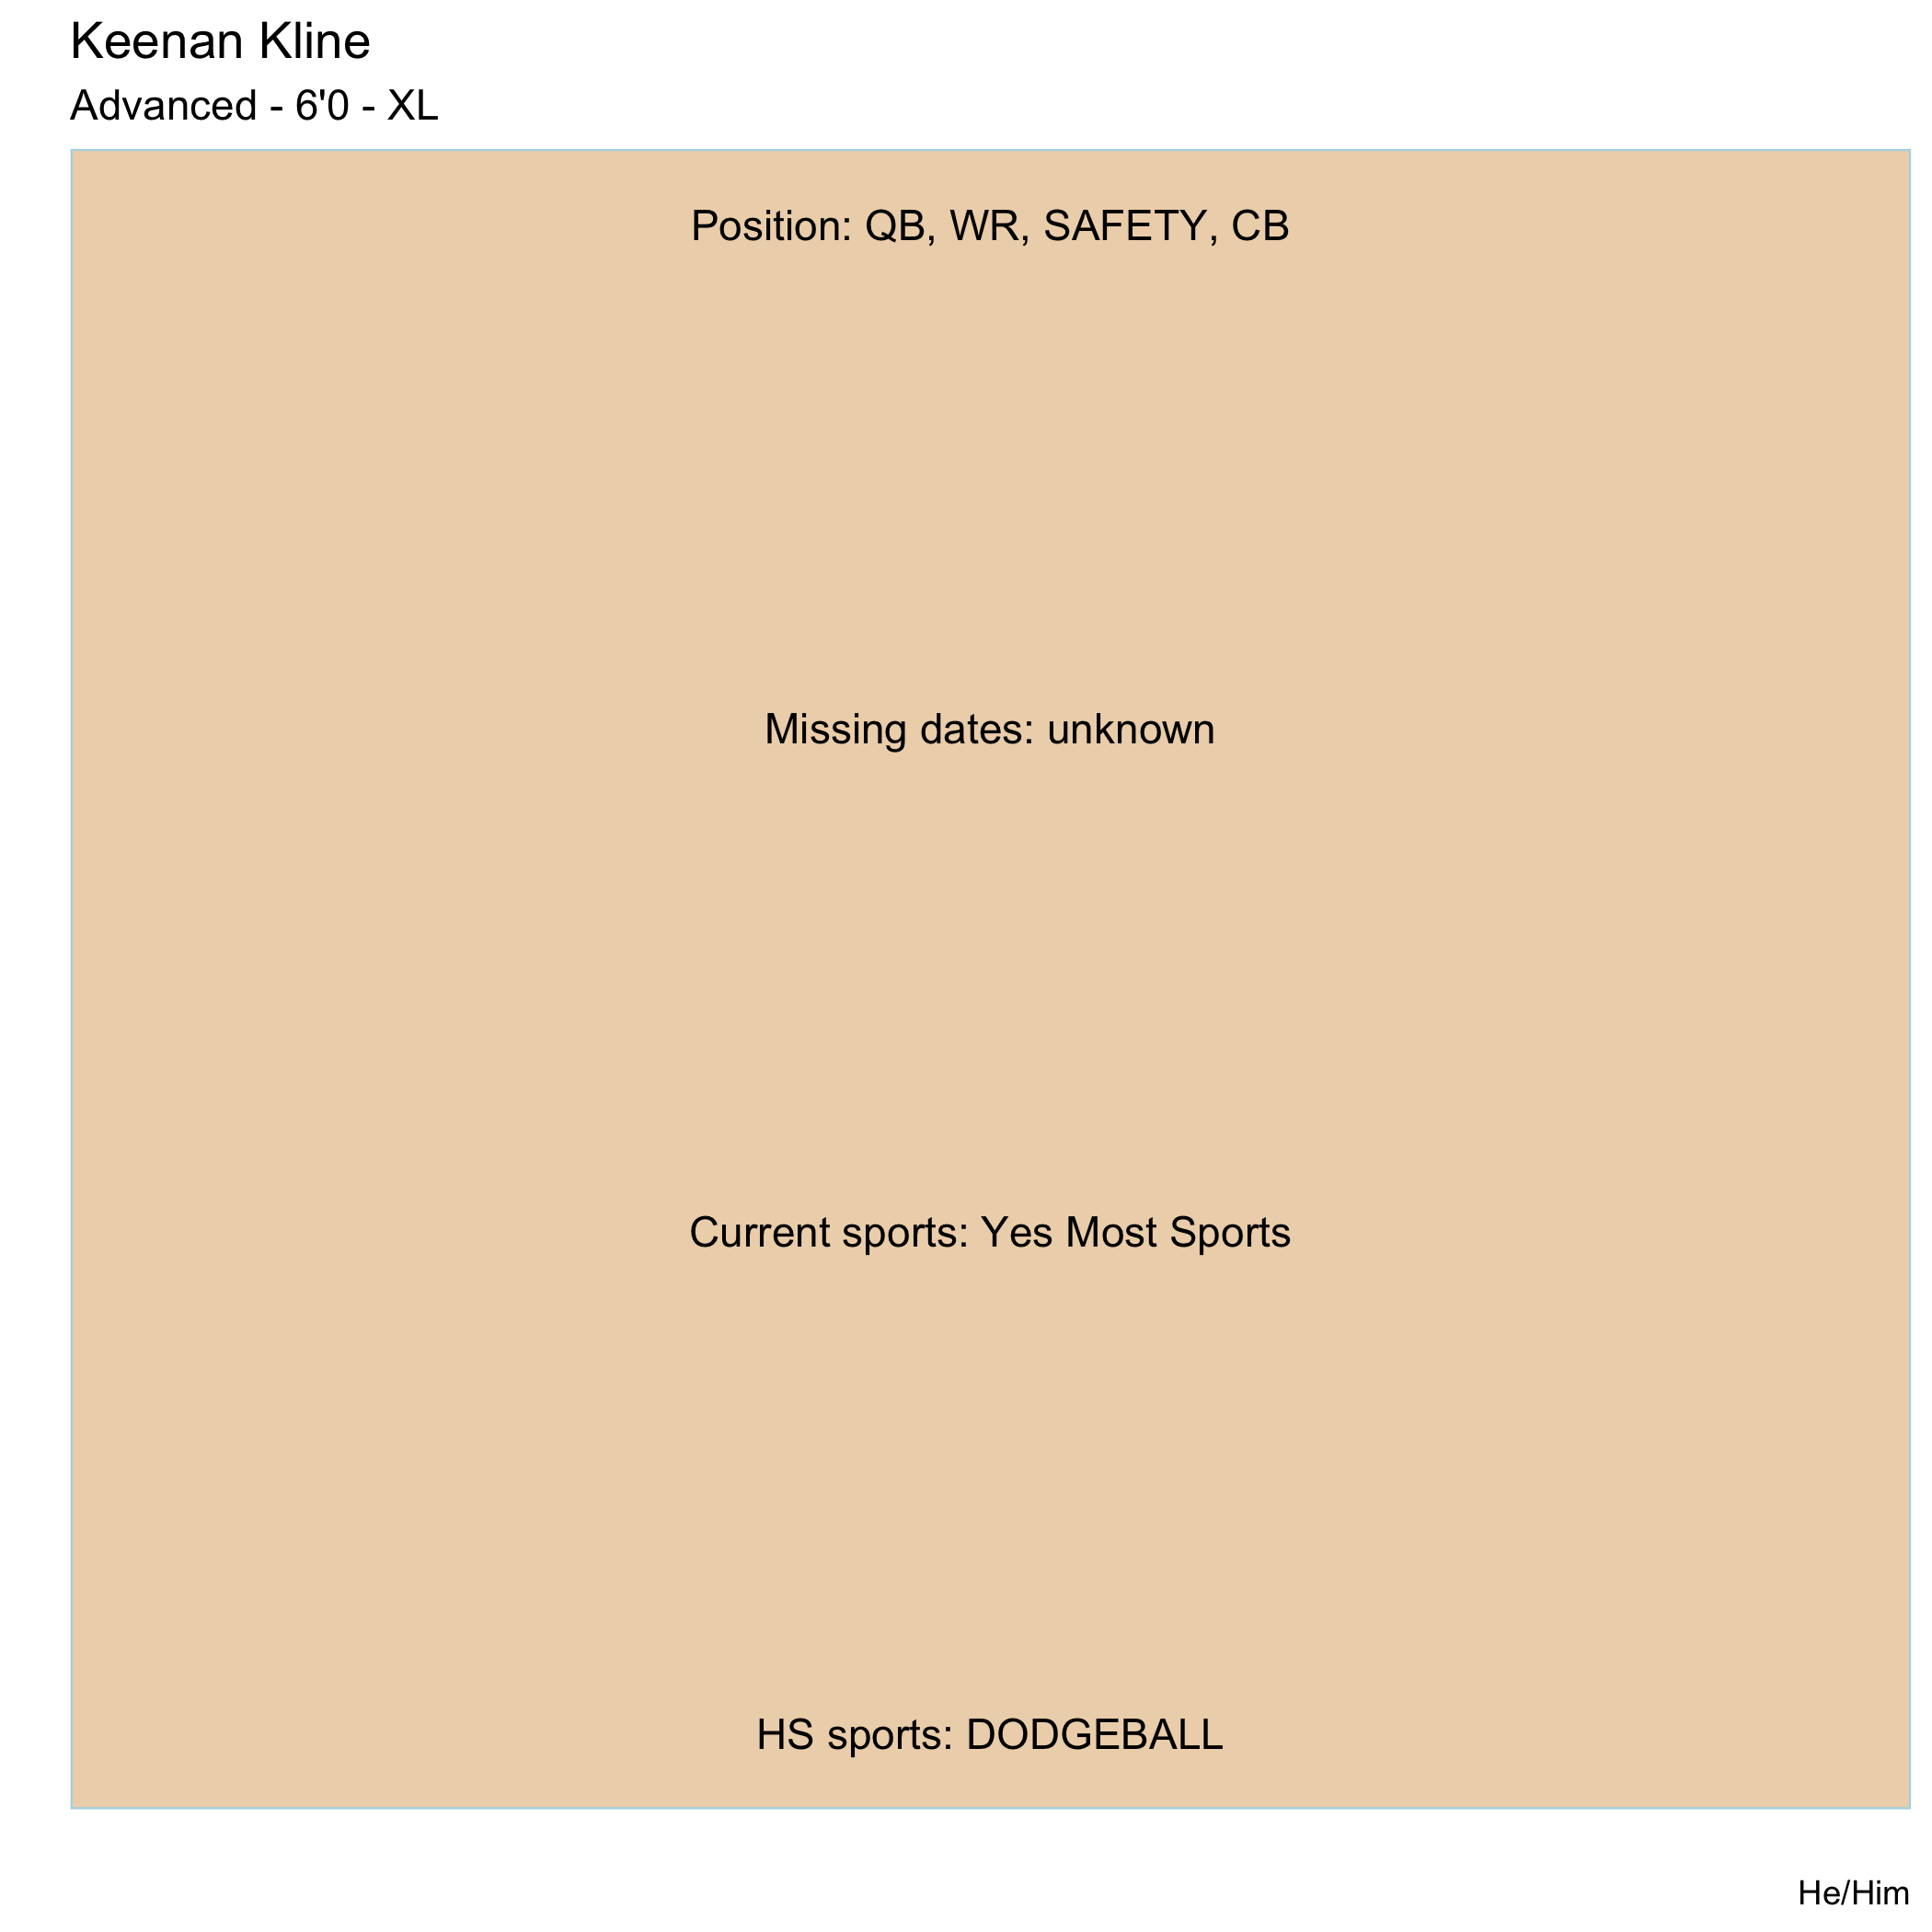 Keenan Kline
Advanced - 6'0 - XL
Position: QB, WR, SAFETY, CB
Missing dates: unknown
Current sports: Yes Most Sports
HS sports: DODGEBALL
He/Him